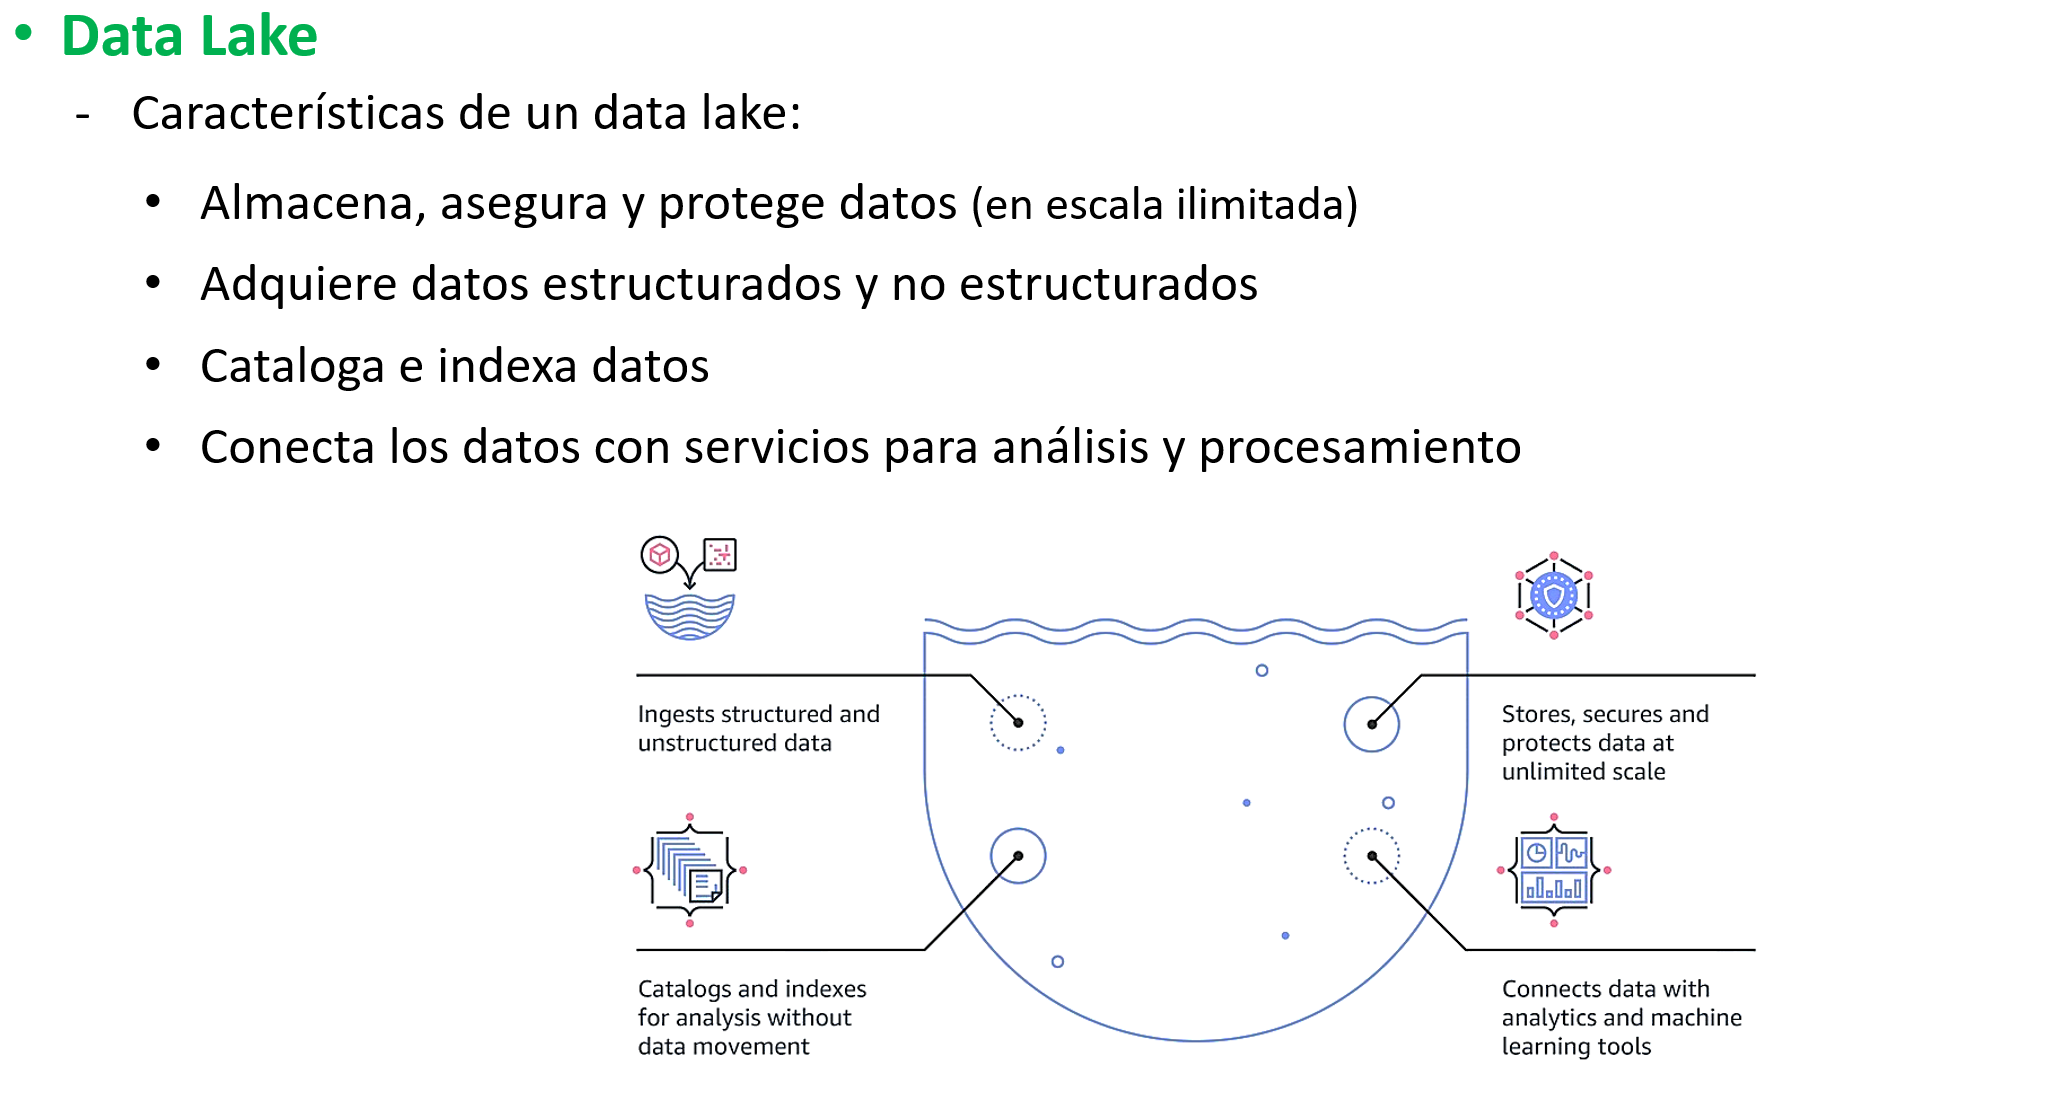 • Data Lake
- Características de un data lake:
• Almacena, asegura y protege datos (en escala ilimitada)
• Adquiere datos estructurados y no estructurados
• Cataloga e indexa datos
• Conecta los datos con servicios para análisis y procesamiento
Ingests structured and
unstructured data
Stores, secures and
protects data at
unlimited scale
Catalogs and indexes
for analysis without
data movement
Connects data with
analytics and machine
learning tools